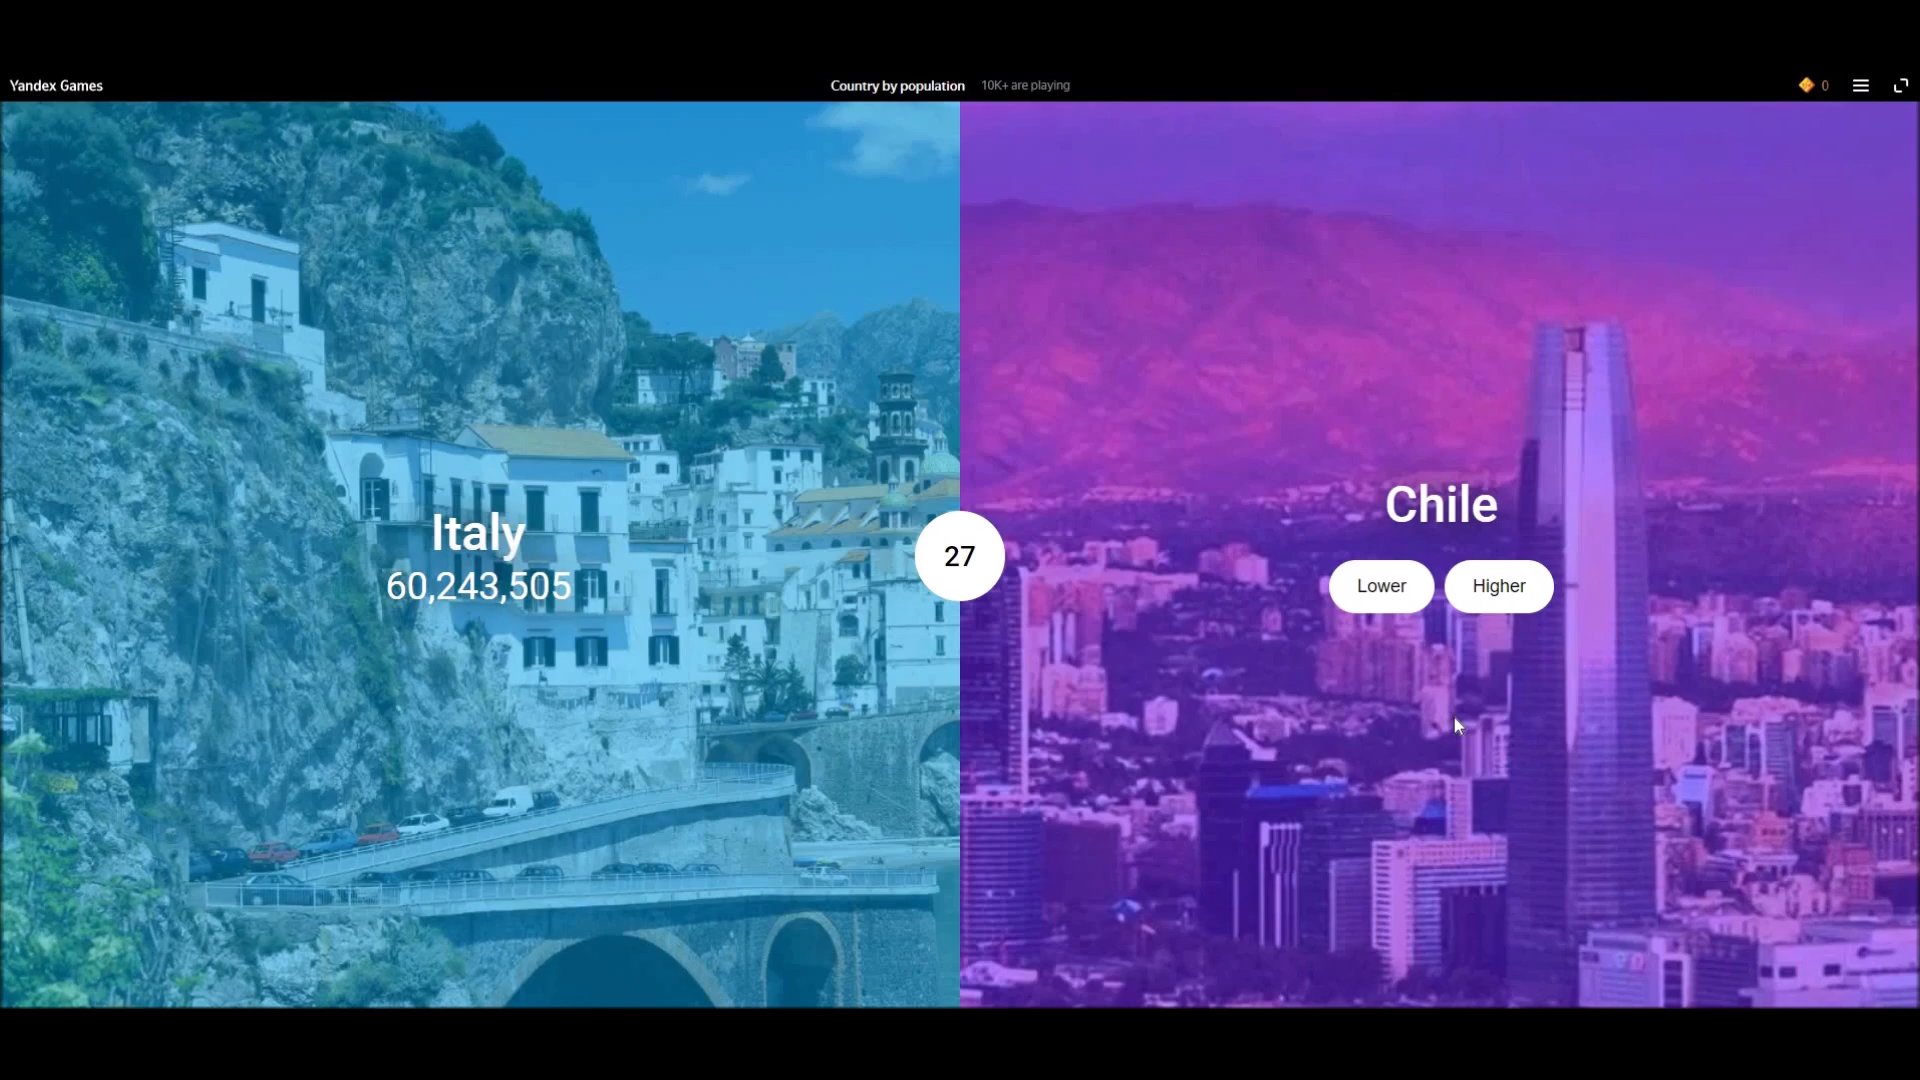 Yandex Games
Country by population 10K+ are playing
0
Italy
60,243,505
27
Chile
Lower Higher